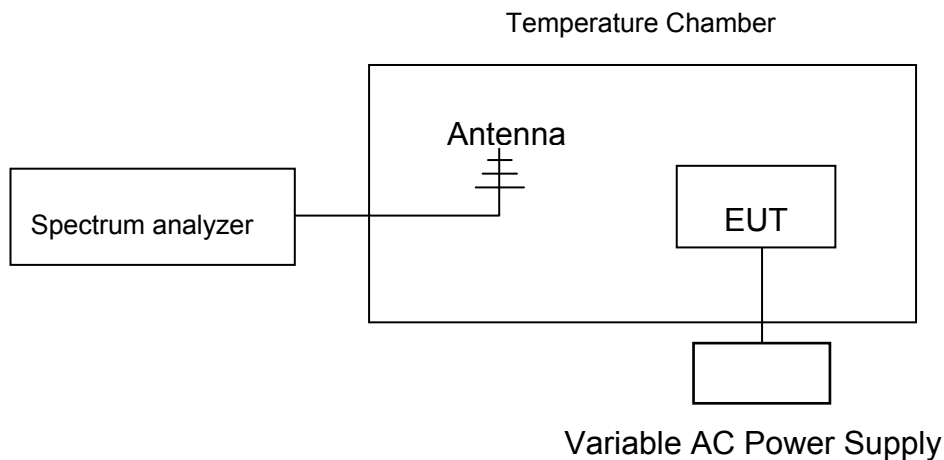 Temperature Chamber
Antenna
Spectrum analyzer
EUT
Variable AC Power Supply